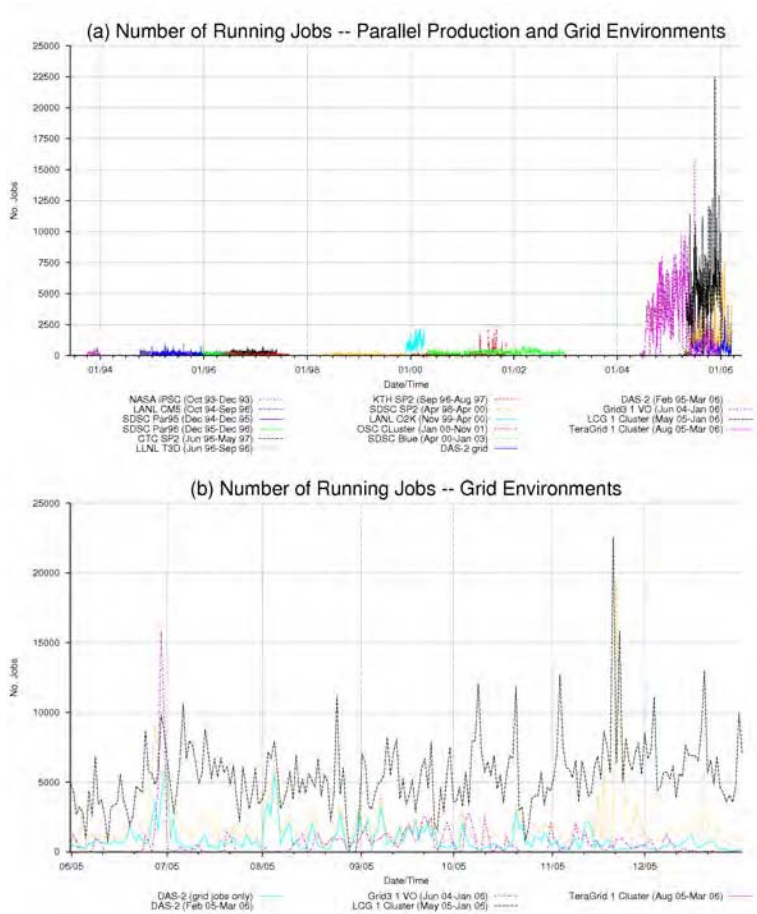 (a) Number of Running Jobs -- Parallel Production and Grid Environments
25000
22500
20000
17500
15000
12500
10000
7500
5000
2500
0
No. Jobs
01/94 01/96 01/98 01/00 01/02 01/04 01/06
Date/Time
NASA iPSC (Oct 93-Dec 93) KTH SP2 (Sep 96-Aug 97) DAS-2 (Feb 05-Mar 06)
LANL CM5 (Oct 94-Sep 96) SDSC SP2 (Apr 98-Apr 00) Grid3 1 VO (Jun 04-Jan 06)
SDSC Par95 (Dec 94-Dec 95) LANL O2K (Nov 99-Apr 00) LCG 1 Cluster (May 05-Jan 06)
SDSC Par96 (Dec 95-Dec 96) OSC CLuster (Jan 00-Nov 01) TeraGrid 1 Cluster (Aug 05-Mar 06)
CTC SP2 (Jun 96-May 97) SDSC Blue (Apr 00-Jan 03)
LLNL T3D (Jun 96-Sep 96) DAS-2 grid
(b) Number of Running Jobs -- Grid Environments
25000
20000
15000
10000
5000
0
No. Jobs
06/05 07/05 08/05 09/05 10/05 11/05 12/05
Date/Time
DAS-2 (grid jobs only) Grid3 1 VO (Jun 04-Jan 06) TeraGrid 1 Cluster (Aug 05-Mar 06)
DAS-2 (Feb 05-Mar 06) LCG 1 Cluster (May 05-Jan 06)